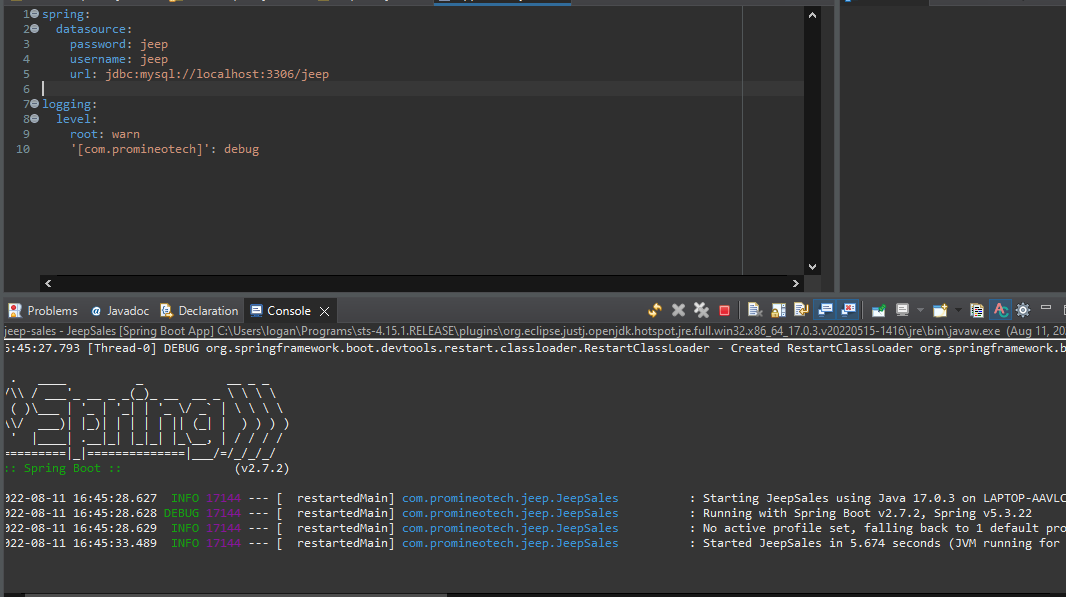 1 spring:
2 datasource:
3 password: jeep
4 username: jeep
5 url: jdbc:mysql://localhost:3306/jeep
6
7 logging:
8 level:
9 root: warn
10 '[com.promineotech]': debug
Problems @ Javadoc Declaration Console
jeep-sales - JeepSales [Spring Boot App] C:\Users\logan\Programs\sts-4.15.1.RELEASE\plugins\org.eclipse.justj.openjdk.hotspot.jre.full.win32.x86_64_17.0.3.v20220515-1416\jre\bin\javaw.exe (Aug 11, 202
5:45:27.793 [Thread-0] DEBUG org.springframework.boot.devtools.restart.classloader.RestartClassLoader - Created RestartClassLoader org.springframework.b
Spring
:: Spring Boot :: (v2.7.2)
022-08-11 16:45:28.627 INFO 17144 --- [ restartedMain] com.promineotech.jeep.JeepSales : Starting JeepSales using Java 17.0.3 on LAPTOP-AAVLC
022-08-11 16:45:28.628 DEBUG 17144 --- [ restartedMain] com.promineotech.jeep.JeepSales : Running with Spring Boot v2.7.2, Spring v5.3.22
022-08-11 16:45:28.629 INFO 17144 --- [ restartedMain] com.promineotech.jeep.JeepSales : No active profile set, falling back to 1 default pro
022-08-11 16:45:33.489 INFO 17144 --- [ restartedMain] com.promineotech.jeep.JeepSales : Started JeepSales in 5.674 seconds (JVM running for